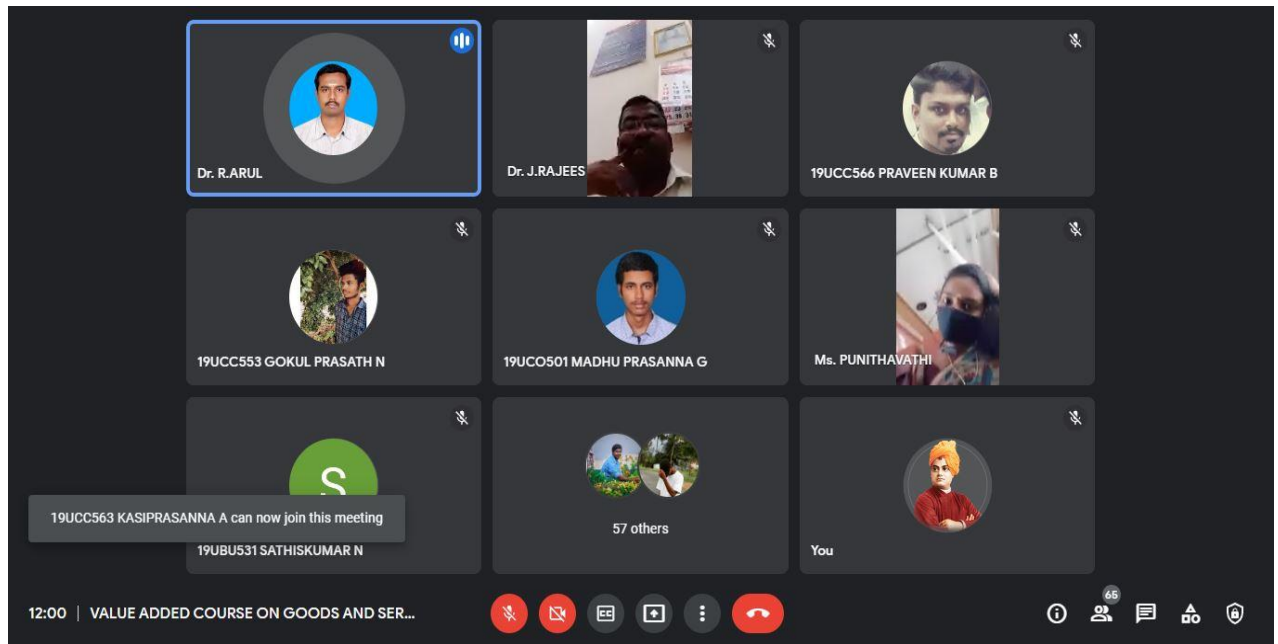 Dr. R.ARUL
Dr. J.RAJEES
19UCC566 PRAVEEN KUMAR B
19UCC553 GOKUL PRASATH N
19UCO501 MADHU PRASANNA G
Ms. PUNITHAVATHI
S
19UCC563 KASIPRASANNA A can now join this meeting
19UBU531 SATHISKUMAR N
57 others
You
12:00 | VALUE ADDED COURSE ON GOODS AND SER...
CC
65